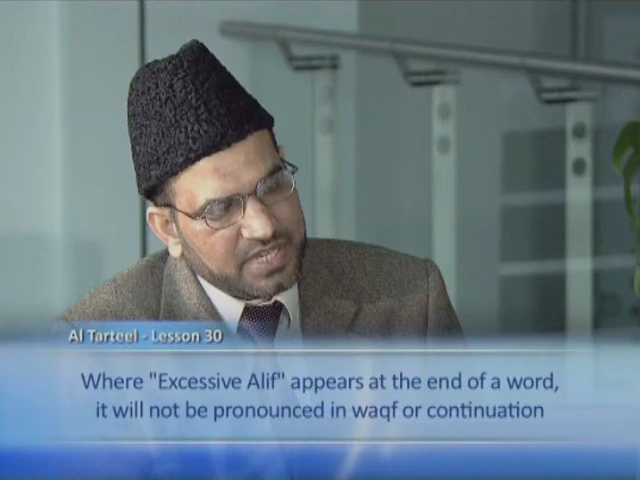 Al Tarteel - Lesson 30
Where "Excessive Alif" appears at the end of a word,
it will not be pronounced in waqf or continuation